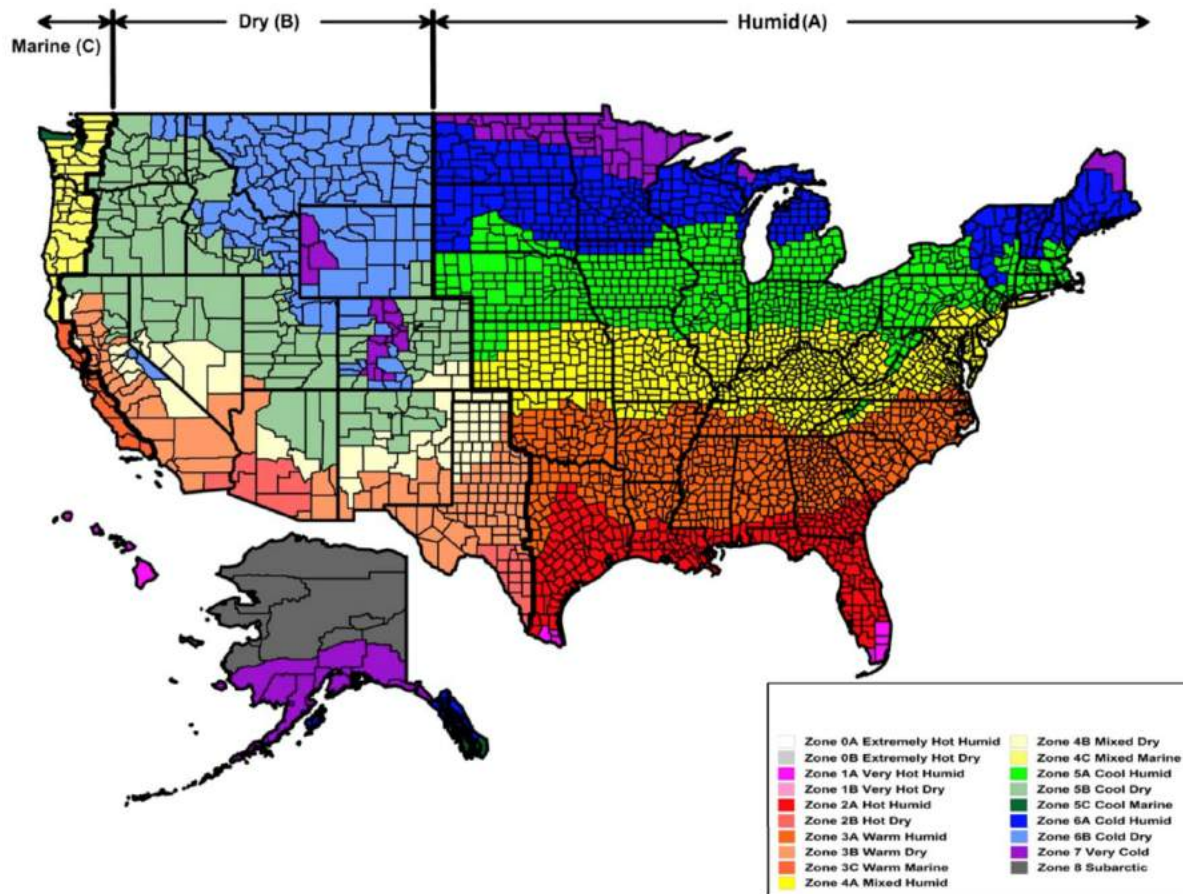 Dry (B)
Humid (A)
Marine (C)
Zone 0A Extremely Hot Humid
Zone 0B Extremely Hot Dry
Zone 1A Very Hot Humid
Zone 1B Very Hot Dry
Zone 2A Hot Humid
Zone 2B Hot Dry
Zone 3A Warm Humid
Zone 3B Warm Dry
Zone 3C Warm Marine
Zone 4A Mixed Humid
Zone 4B Mixed Dry
Zone 4C Mixed Marine
Zone 5A Cool Humid
Zone 5B Cool Dry
Zone 5C Cool Marine
Zone 6A Cold Humid
Zone 6B Cold Dry
Zone 7 Very Cold
Zone 8 Subarctic